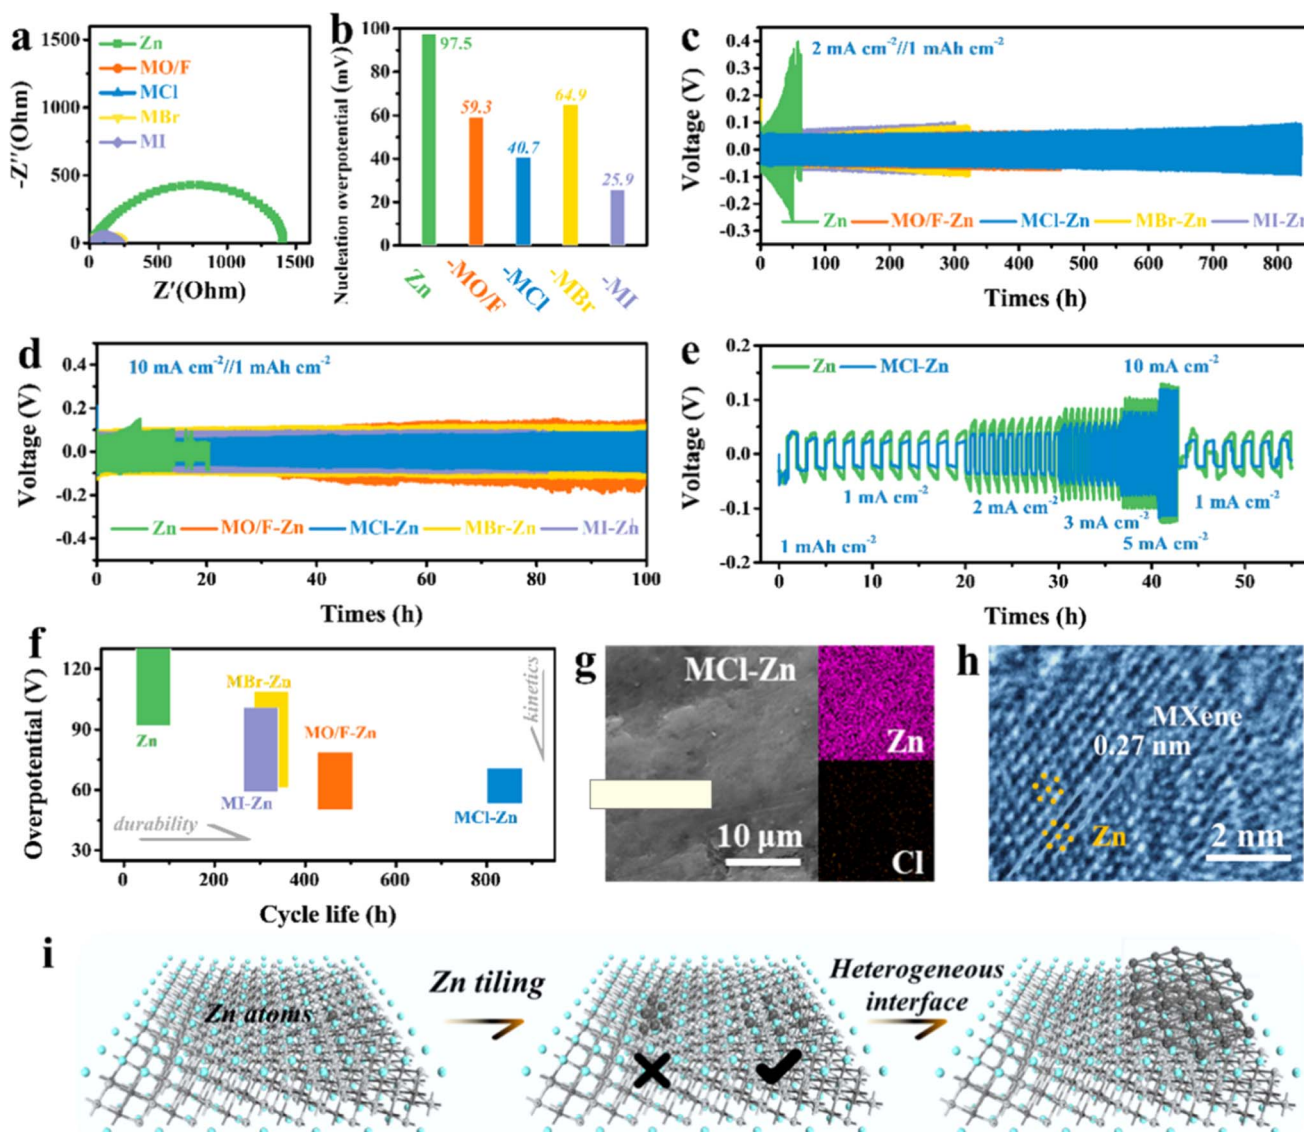 a
1500
1000
500
0
-Z''(Ohm)
Zn
MO/F
MCl
MBr
MI
0 500 1000 1500
Z'(Ohm)
b
100
80
60
40
20
0
Nucleation overpotential (mV)
97.5
59.3
40.7
64.9
25.9
Zn
-MO/F
-MCl
-MBr
-MI
c
2 mA cm⁻²//1 mAh cm⁻²
0.4
0.3
0.2
0.1
0.0
-0.1
-0.2
-0.3
Voltage (V)
Zn MO/F-Zn MCl-Zn MBr-Zn MI-Zn
0 100 200 300 400 500 600 700 800
Times (h)
d
10 mA cm⁻²//1 mAh cm⁻²
0.4
0.2
0.0
-0.2
-0.4
Voltage (V)
Zn MO/F-Zn MCl-Zn MBr-Zn MI-Zn
0 20 40 60 80 100
Times (h)
e
0.2
0.1
0.0
-0.1
-0.2
Voltage (V)
Zn MCl-Zn
10 mA cm⁻²
1 mA cm⁻²
2 mA cm⁻²
3 mA cm⁻²
5 mA cm⁻²
1 mA cm⁻²
1 mAh cm⁻²
0 10 20 30 40 50
Times (h)
f
120
90
60
30
Overpotential (V)
Zn
MBr-Zn
MI-Zn
MO/F-Zn
MCl-Zn
durability
kinetics
0 200 400 600 800
Cycle life (h)
g
MCl-Zn
10 μm
Zn
Cl
h
MXene
0.27 nm
Zn
2 nm
i
Zn atoms
Zn tiling
Heterogeneous
interface